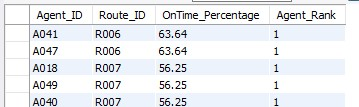 Agent_ID Route_ID OnTime_Percentage Agent_Rank
A041 R006 63.64 1
A047 R006 63.64 1
A018 R007 56.25 1
A049 R007 56.25 1
A040 R007 56.25 1